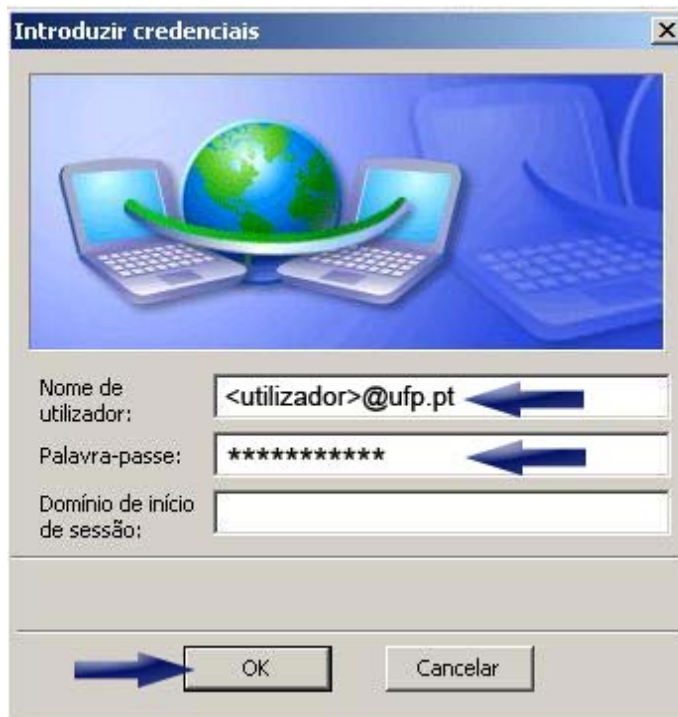 Introduzir credenciais
Nome de
utilizador:
<utilizador>@ufp.pt
Palavra-passe:
***********
Domínio de início
de sessão:
OK
Cancelar